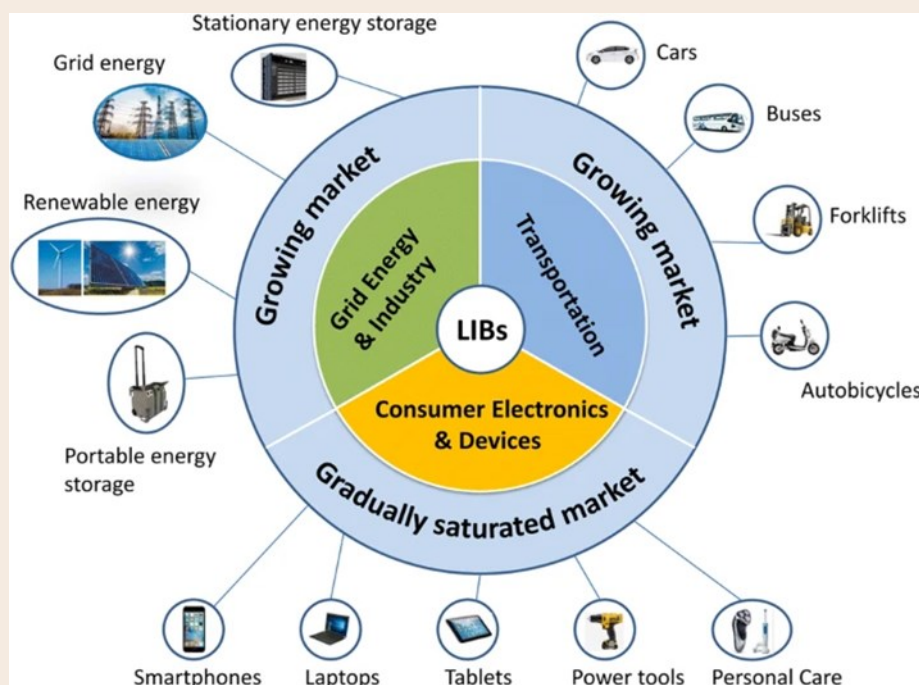 Stationary energy storage
Grid energy
Renewable energy
Portable energy
storage
Cars
Buses
Forklifts
Autobicycles
Growing market
Growing market
Gradually saturated market
Grid Energy
& Industry
Transportation
LIBs
Consumer Electronics
& Devices
Smartphones
Laptops
Tablets
Power tools
Personal Care